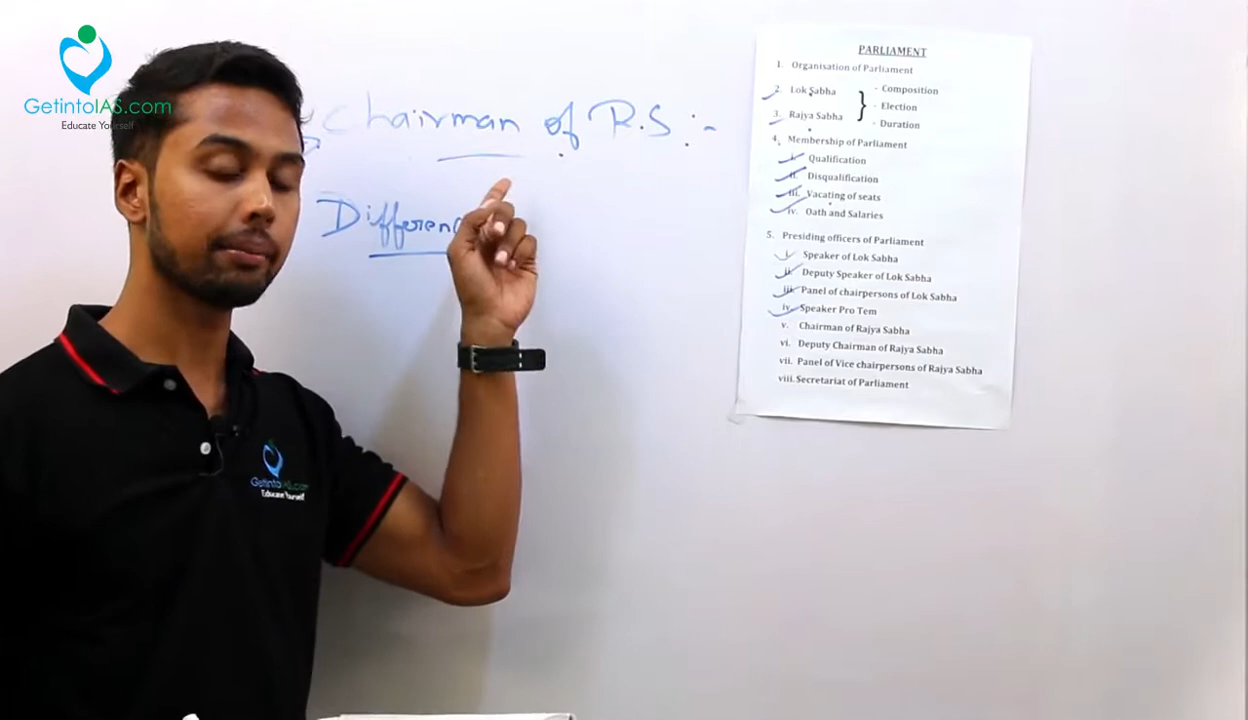 GetintoIAS.com
Educate Yourself
Chairman of R.S :-
PARLIAMENT
1. Organisation of Parliament
2. Lok Sabha
3. Rajya Sabha
- Composition
- Election
- Duration
4. Membership of Parliament
i. Qualification
ii. Disqualification
iii. Vacating of seats
iv. Oath and Salaries
5. Presiding officers of Parliament
i. Speaker of Lok Sabha
ii. Deputy Speaker of Lok Sabha
iii. Panel of chairpersons of Lok Sabha
iv. Speaker Pro Tem
v. Chairman of Rajya Sabha
vi. Deputy Chairman of Rajya Sabha
vii. Panel of Vice chairpersons of Rajya Sabha
viii. Secretariat of Parliament
GetintoIAS.com
Educate Yourself